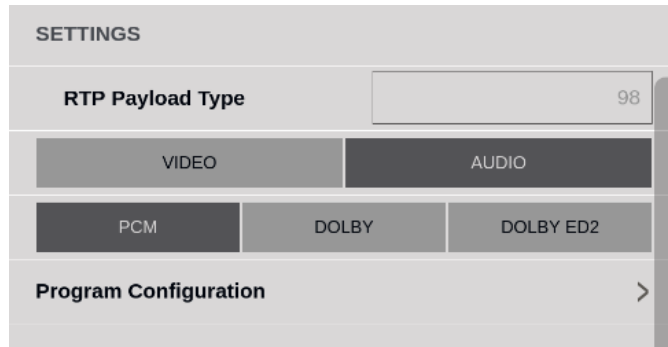 SETTINGS
RTP Payload Type 98
VIDEO AUDIO
PCM DOLBY DOLBY ED2
Program Configuration >